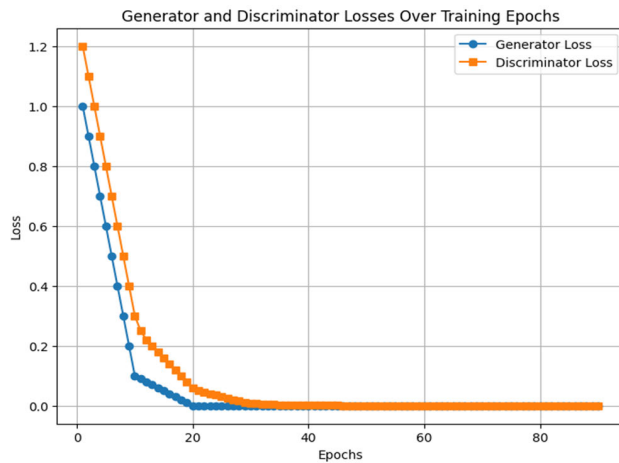 Generator and Discriminator Losses Over Training Epochs
Generator Loss
Discriminator Loss
Loss
1.2
1.0
0.8
0.6
0.4
0.2
0.0
0 20 40 60 80
Epochs